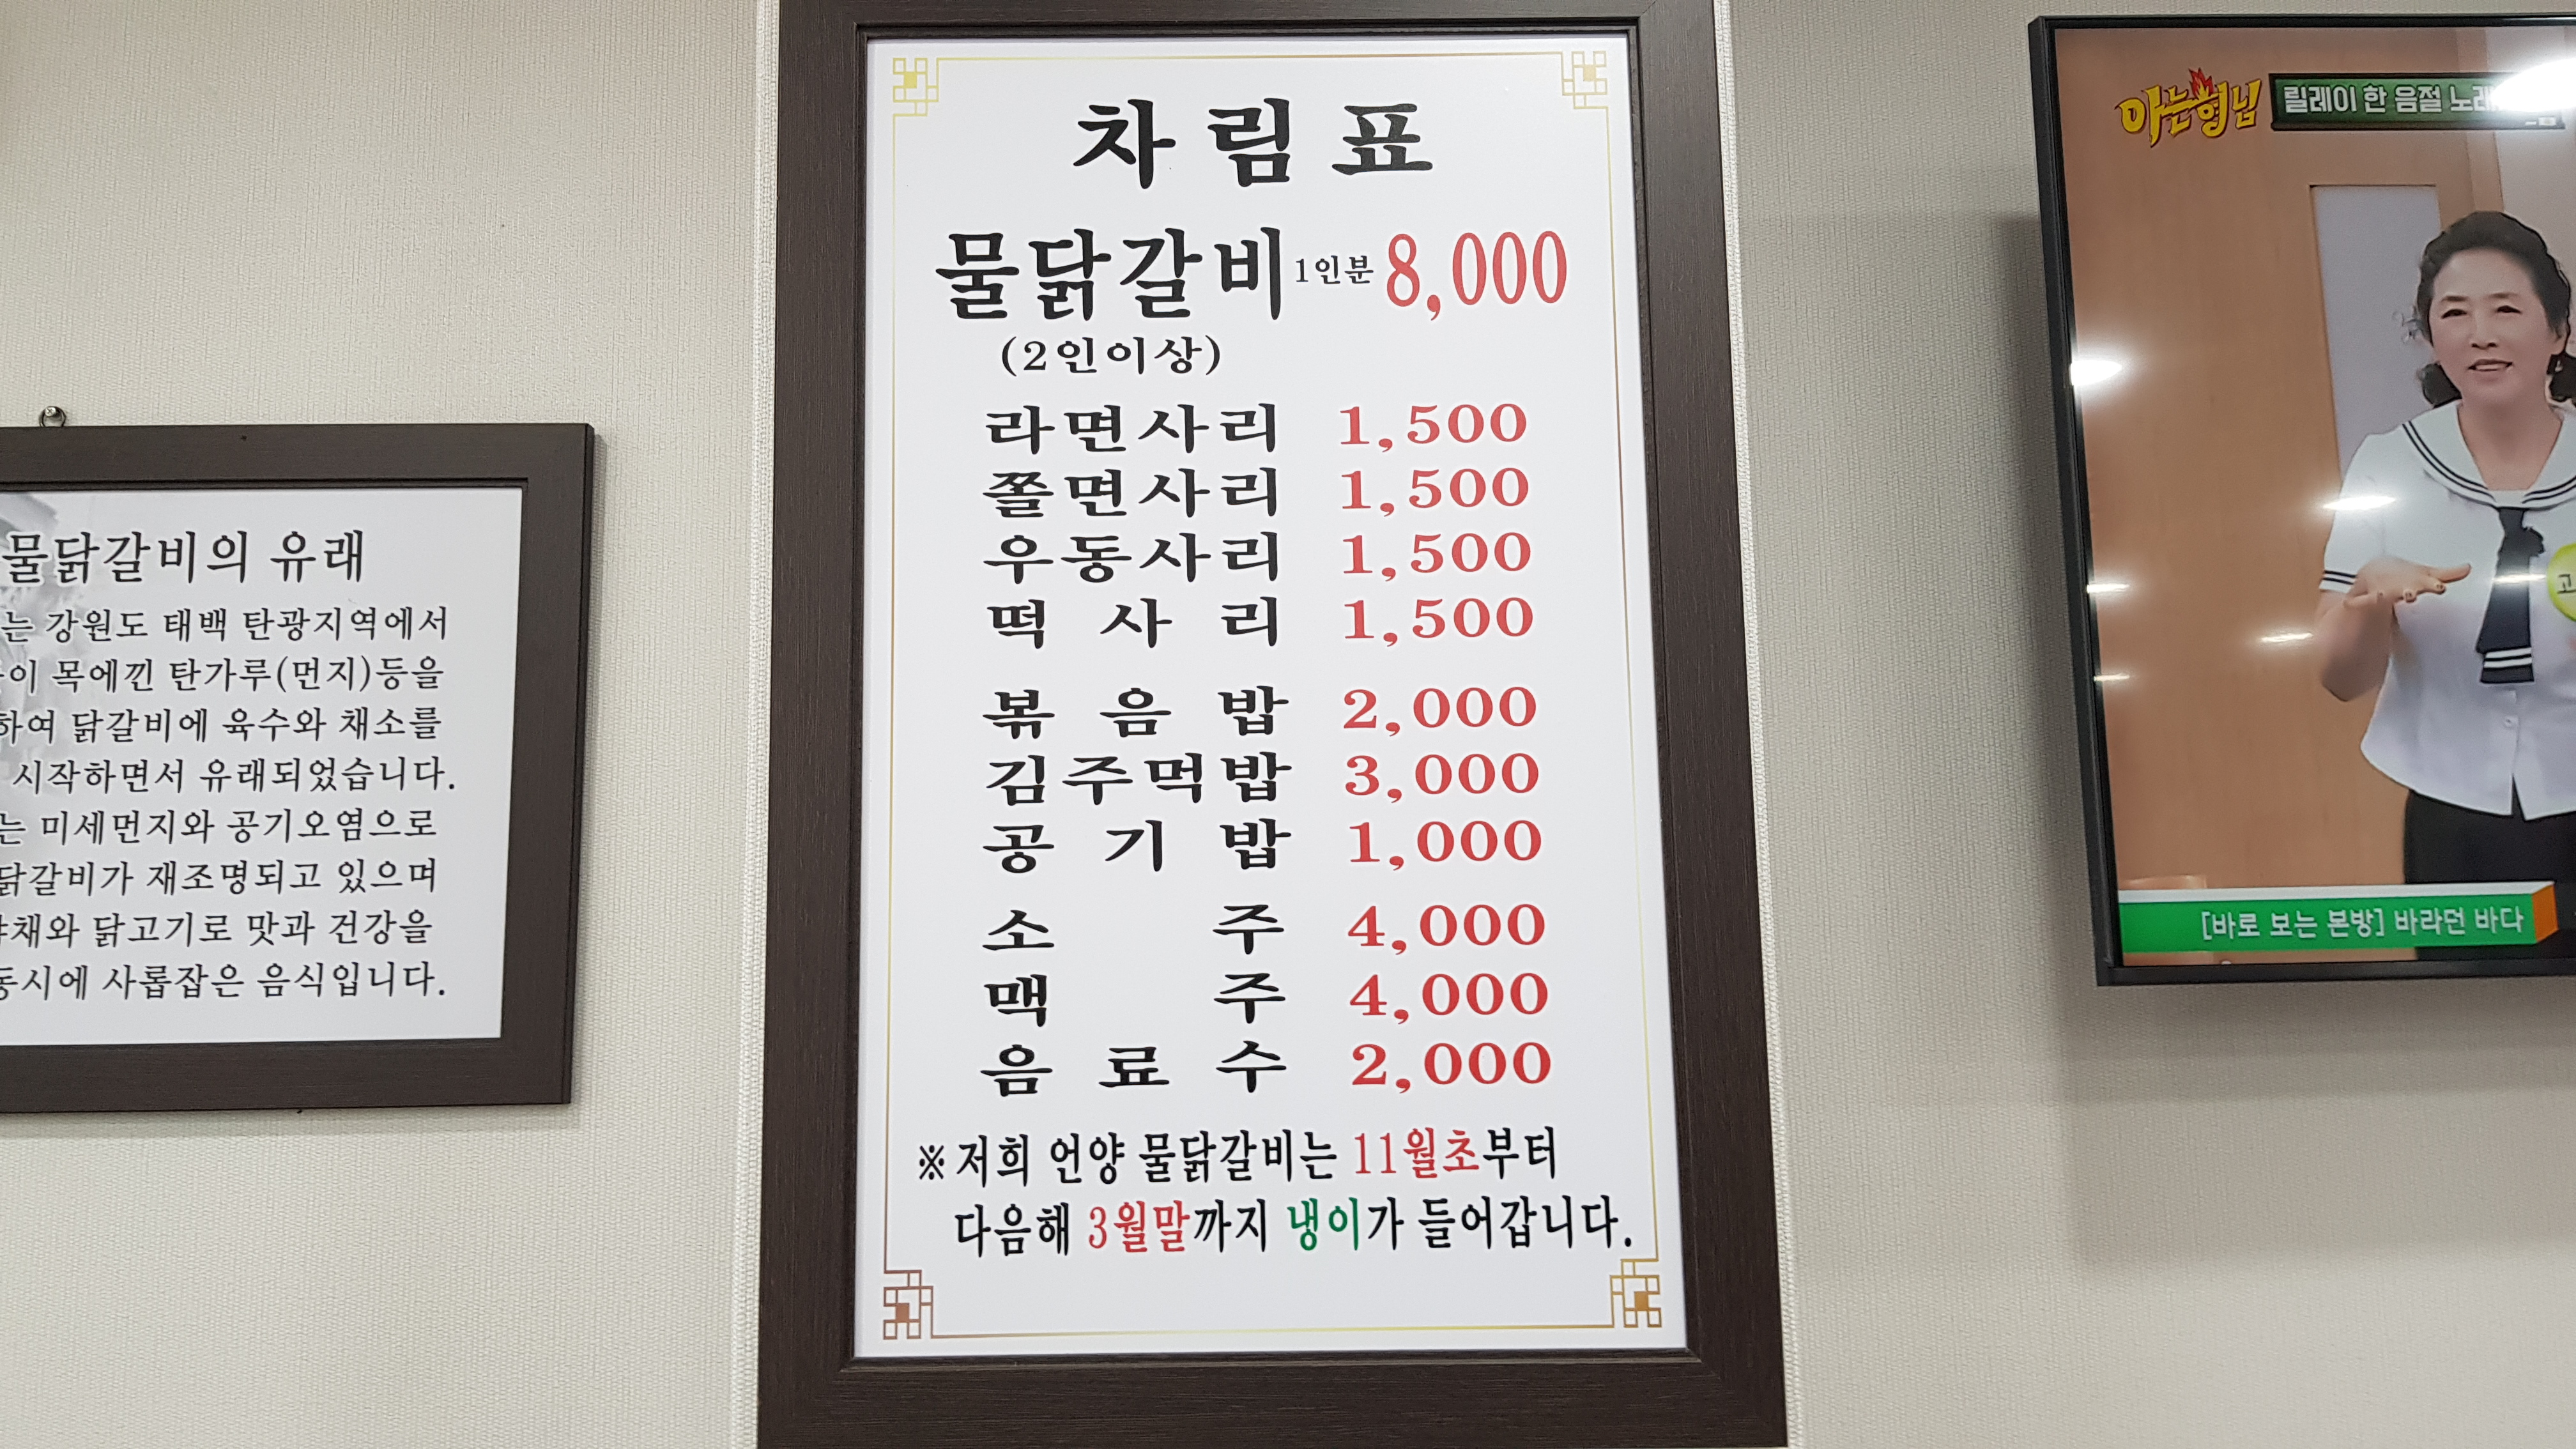 차림표
물닭갈비 1인분 8,000
(2인이상)
라면사리 1,500
쫄면사리 1,500
우동사리 1,500
떡사리 1,500
볶음밥 2,000
김주먹밥 3,000
공기밥 1,000
소주 4,000
맥주 4,000
음료수 2,000
※저희 언양 물닭갈비는 11월초부터
다음해 3월말까지 냉이가 들어갑니다.
물닭갈비의 유래
는 강원도 태백 탄광지역에서
이 목에낀 탄가루(먼지)등을
하여 닭갈비에 육수와 채소를
시작하면서 유래되었습니다.
는 미세먼지와 공기오염으로
닭갈비가 재조명되고 있으며
채와 닭고기로 맛과 건강을
동시에 사롭잡은 음식입니다.
아는형님
릴레이 한 음절 노래
고
[바로 보는 본방] 바라던 바다